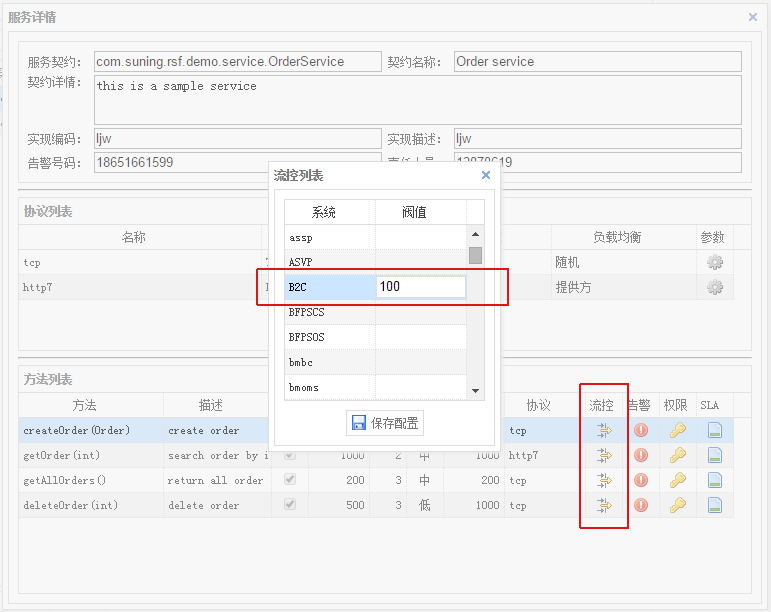 服务详情
服务契约： com.suning.rsf.demo.service.OrderService 契约名称： Order service
契约详情： this is a sample service
实现编码： ljw 实现描述： ljw
告警号码： 18651661599
流控列表
系统 阀值
assp
ASVP
B2C 100
BFPSCS
BFPSOS
bmbc
bmoms
保存配置
协议列表
名称 负载均衡 参数
tcp 随机
http7 提供方
方法列表
方法 描述 协议 流控 告警 权限 SLA
createOrder(Order) create order tcp
getOrder(int) search order by i 1000 2 中 1000 http7
getAllOrders() return all order 200 3 中 200 tcp
deleteOrder(int) delete order 500 3 低 1000 tcp